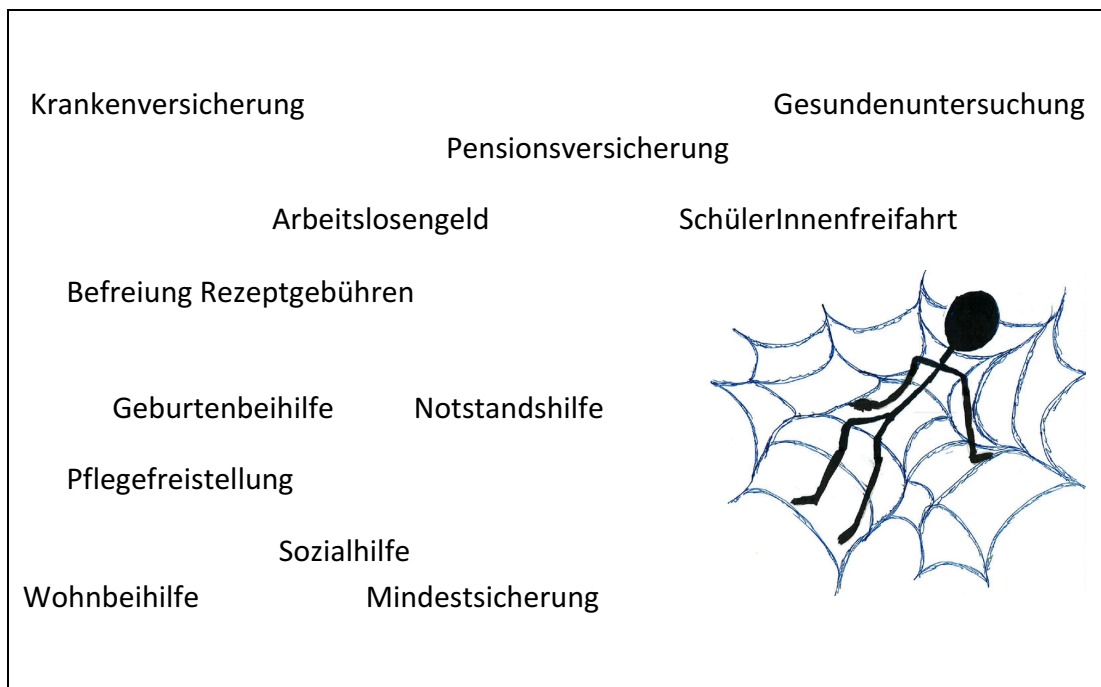 Krankenversicherung
Gesundenuntersuchung
Pensionsversicherung
Arbeitslosengeld
SchülerInnenfreifahrt
Befreiung Rezeptgebühren
Geburtenbeihilfe
Notstandshilfe
Pflegefreistellung
Sozialhilfe
Wohnbeihilfe
Mindestsicherung